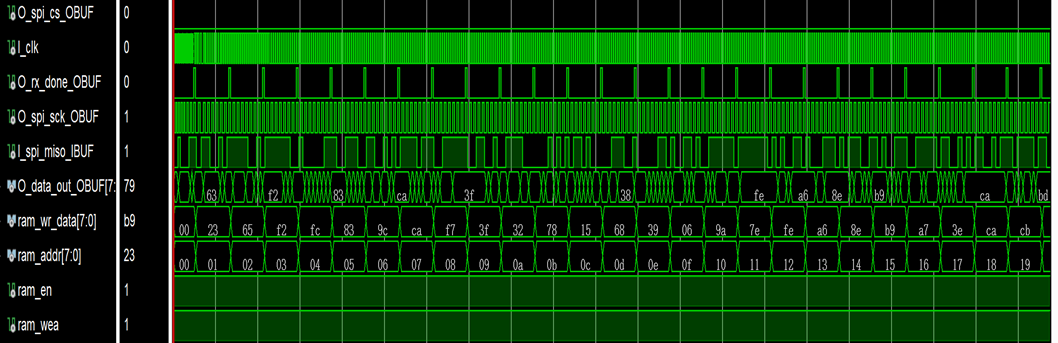 O_spi_cs_OBUF 0
I_clk 0
O_rx_done_OBUF 0
O_spi_sck_OBUF 1
I_spi_miso_IBUF 1
O_data_out_OBUF[7: 79 63 f2 83 ca 3f 38 fe a6 8e b9 ca bd
ram_wr_data[7:0] b9 00 23 65 f2 fc 83 9c ca f7 3f 32 78 15 68 39 06 9a 7e fe a6 8e b9 a7 3e ca cb
ram_addr[7:0] 23 00 01 02 03 04 05 06 07 08 09 0a 0b 0c 0d 0e 0f 10 11 12 13 14 15 16 17 18 19
ram_en 1
ram_wea 1